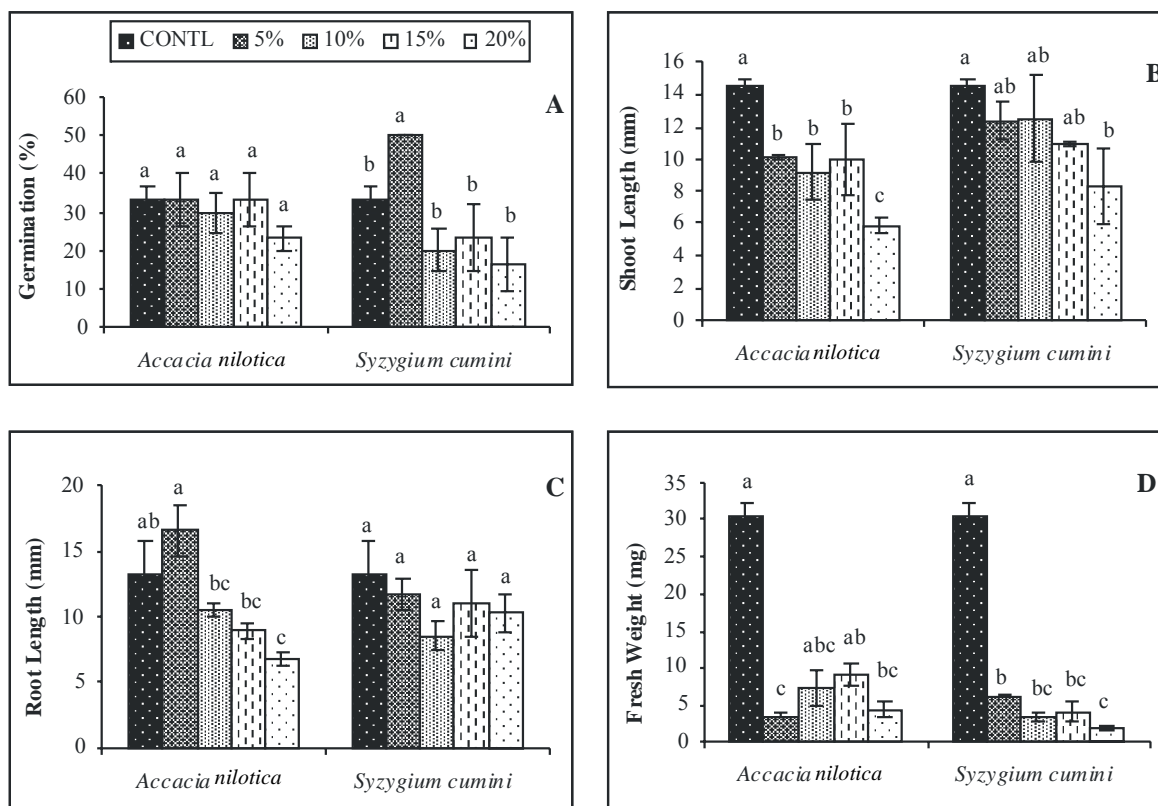 CONTL 5% 10% 15% 20%
A
Germination (%)
60
50
40
30
20
10
0
a a a a a b a b b b
Accacia nilotica Syzygium cumini
B
Shoot Length (mm)
16
14
12
10
8
6
4
2
0
a b b b c a ab ab ab b
Accacia nilotica Syzygium cumini
C
Root Length (mm)
20
15
10
5
0
ab a bc bc c a a a a a
Accacia nilotica Syzygium cumini
D
Fresh Weight (mg)
35
30
25
20
15
10
5
0
a c abc ab bc a b bc bc c
Accacia nilotica Syzygium cumini